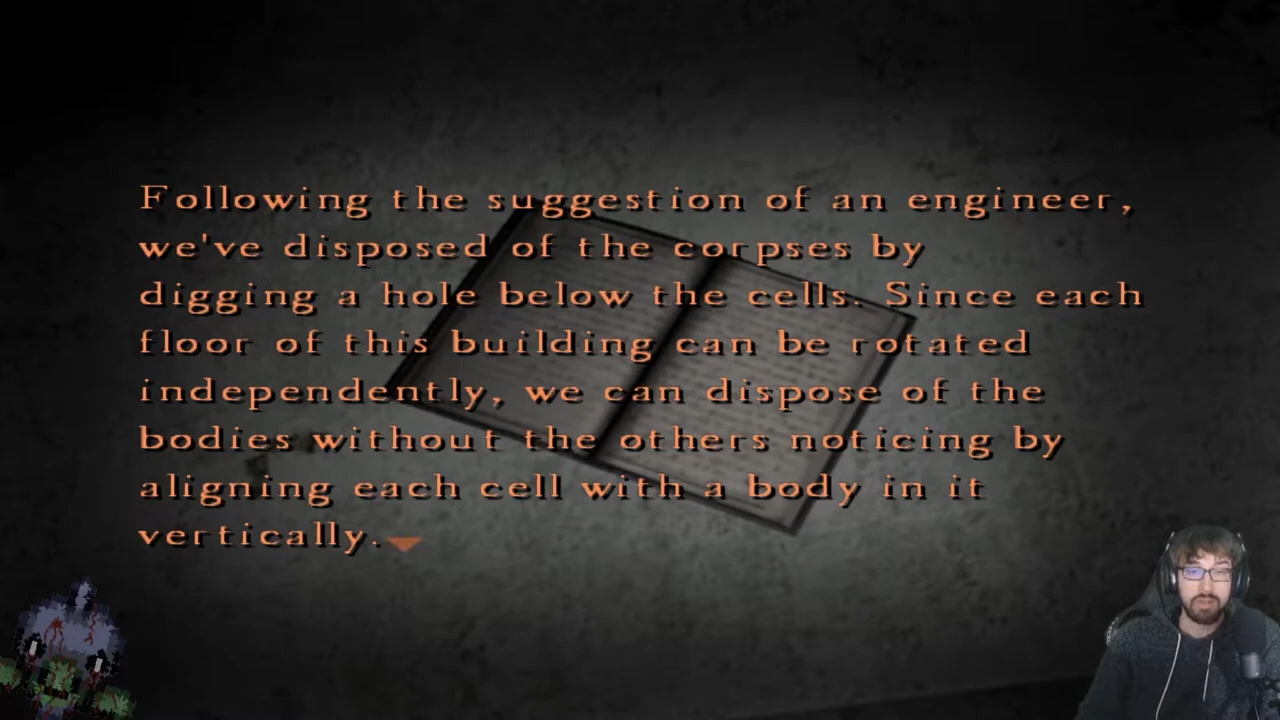 Following the suggestion of an engineer,
we've disposed of the corpses by
digging a hole below the cells. Since each
floor of this building can be rotated
independently, we can dispose of the
bodies without the others noticing by
aligning each cell with a body in it
vertically.